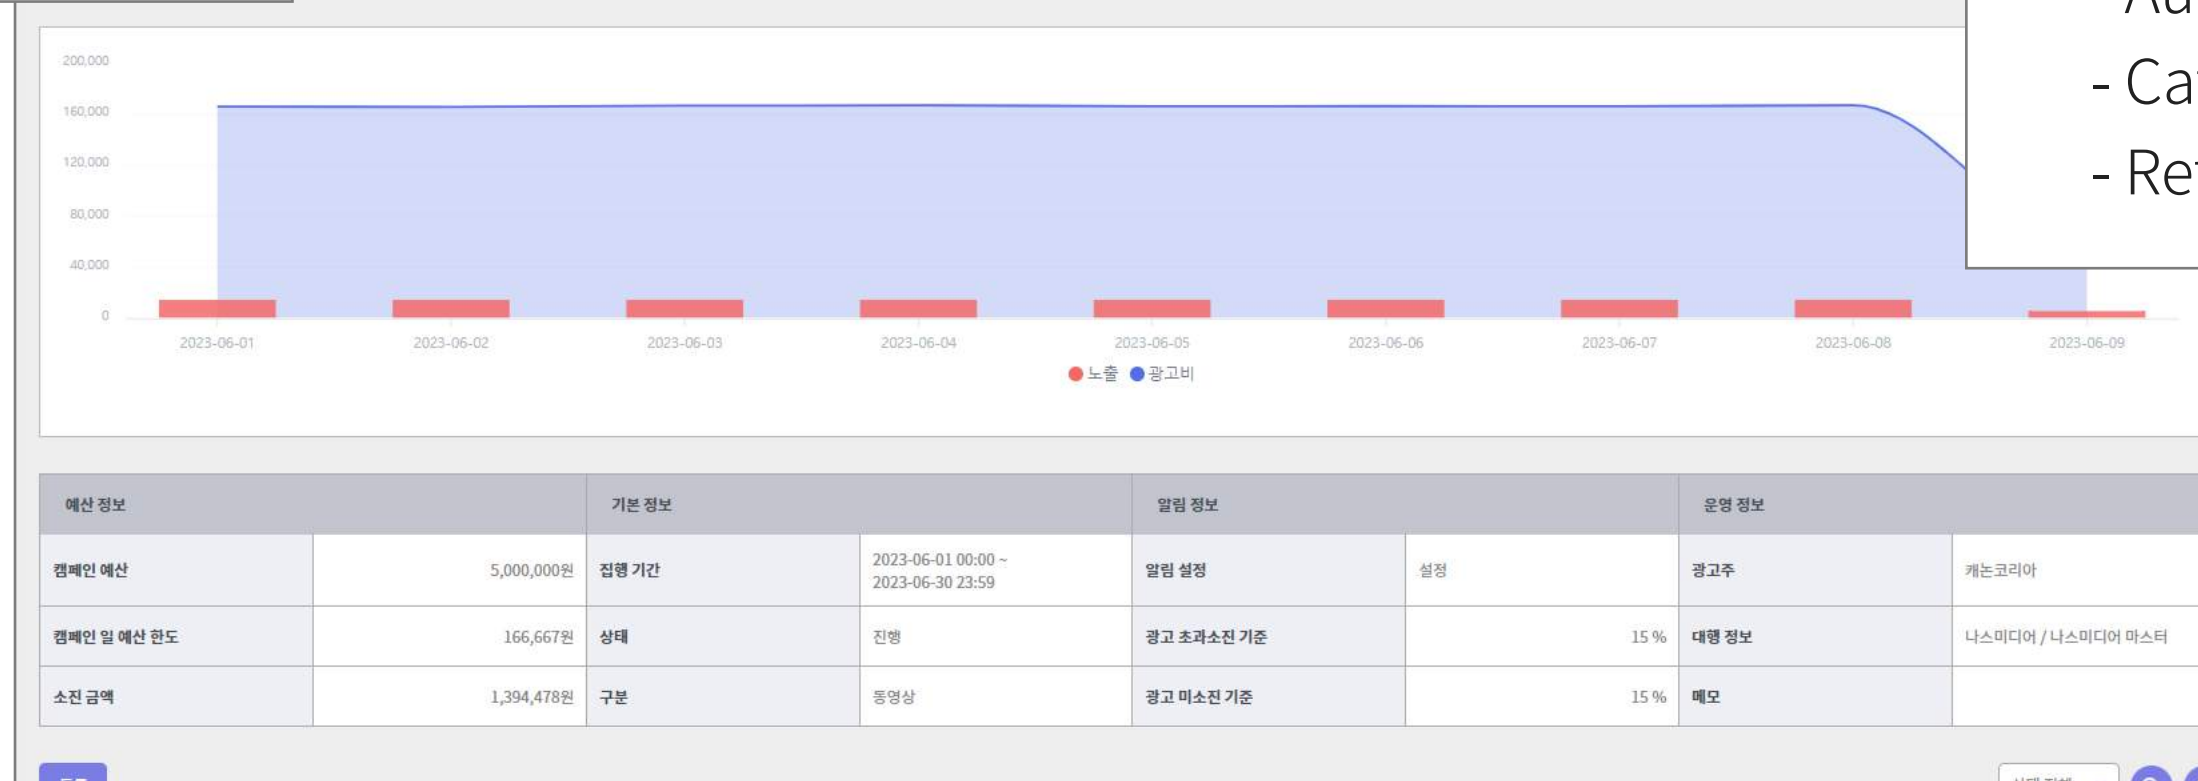 - Ca
- Re
200,000
160,000
120,000
80,000
40,000
0
2023-06-01 2023-06-02 2023-06-03 2023-06-04 2023-06-05 2023-06-06 2023-06-07 2023-06-08 2023-06-09
노출 광고비
예산 정보 기본 정보 알림 정보 운영 정보
캠페인 예산 5,000,000원 집행 기간 2023-06-01 00:00 ~ 알림 설정 설정 광고주 캐논코리아
2023-06-30 23:59
캠페인 일 예산 한도 166,667원 상태 진행 광고 초과소진 기준 15 % 대행 정보 나스미디어 / 나스미디어 마스터
소진 금액 1,394,478원 구분 동영상 광고 미소진 기준 15 % 메모